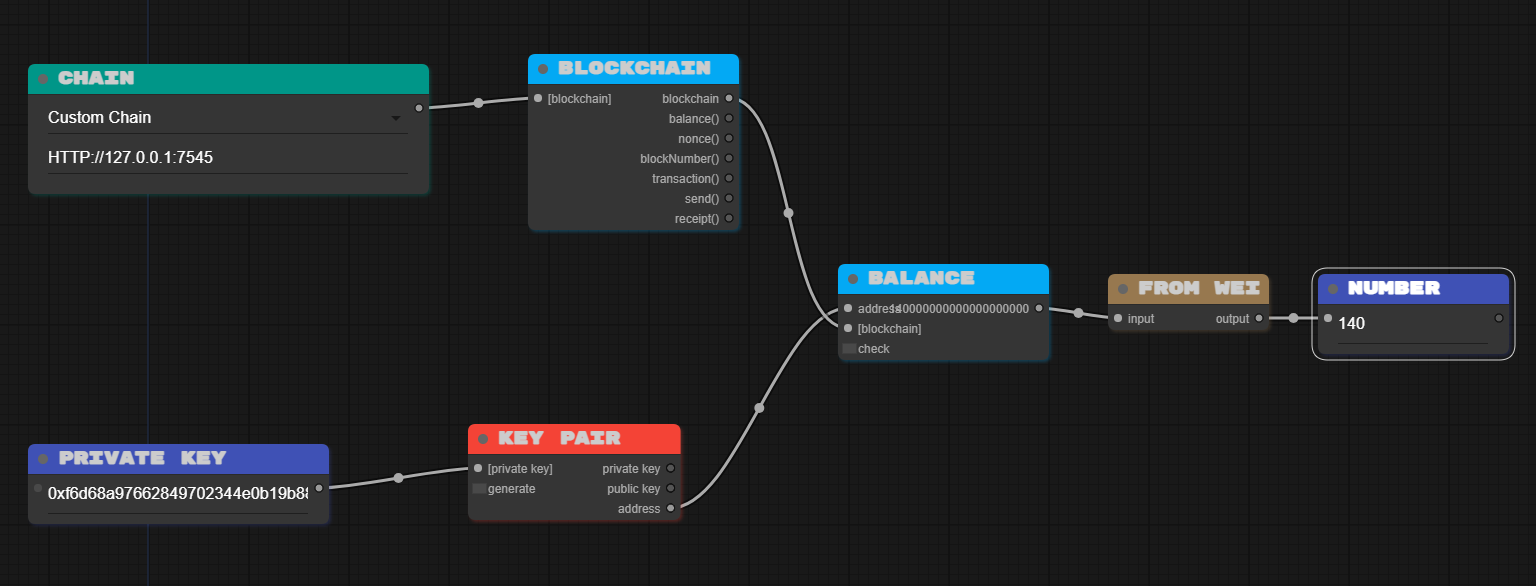 CHAIN
Custom Chain
HTTP://127.0.0.1:7545
BLOCKCHAIN
[blockchain] blockchain
balance()
nonce()
blockNumber()
transaction()
send()
receipt()
BALANCE
address 140000000000000000000
[blockchain]
check
FROM WEI
input output
NUMBER
140
PRIVATE KEY
0xf6d68a97662849702344e0b19b8
KEY PAIR
[private key] private key
generate public key
address